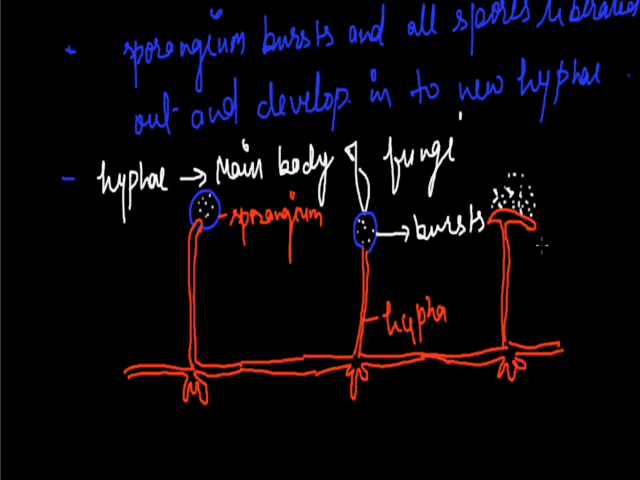 - sporangium bursts and all spores liberated
out and develop in to new hyphae.
- hyphae → Main body of fungi
sporangium
→ bursts
hypha